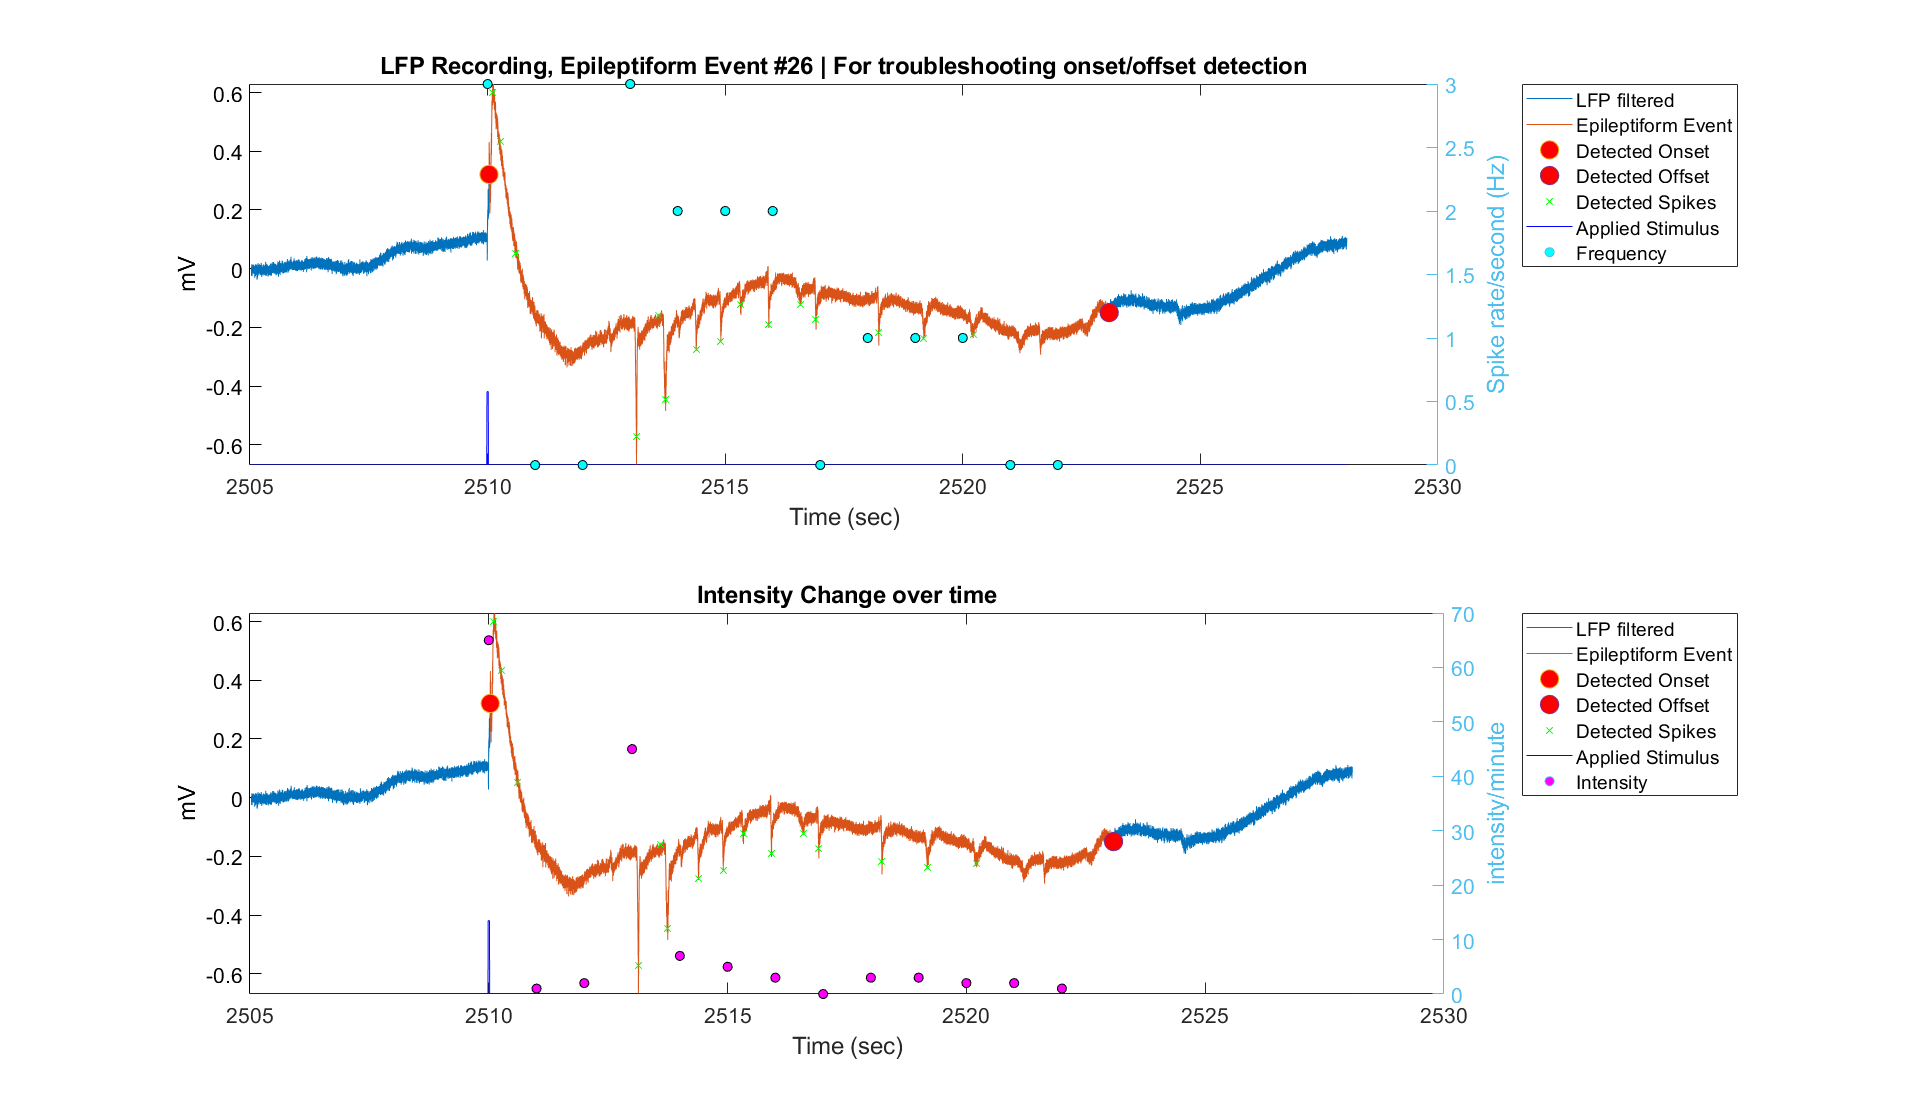 LFP Recording, Epileptiform Event #26 | For troubleshooting onset/offset detection
0.6
0.4
0.2
0
-0.2
-0.4
-0.6
mV
3
2.5
2
1.5
1
0.5
0
Spike rate/second (Hz)
2505 2510 2515 2520 2525 2530
Time (sec)
LFP filtered
Epileptiform Event
Detected Onset
Detected Offset
Detected Spikes
Applied Stimulus
Frequency
Intensity Change over time
0.6
0.4
0.2
0
-0.2
-0.4
-0.6
mV
70
60
50
40
30
20
10
0
intensity/minute
2505 2510 2515 2520 2525 2530
Time (sec)
LFP filtered
Epileptiform Event
Detected Onset
Detected Offset
Detected Spikes
Applied Stimulus
Intensity